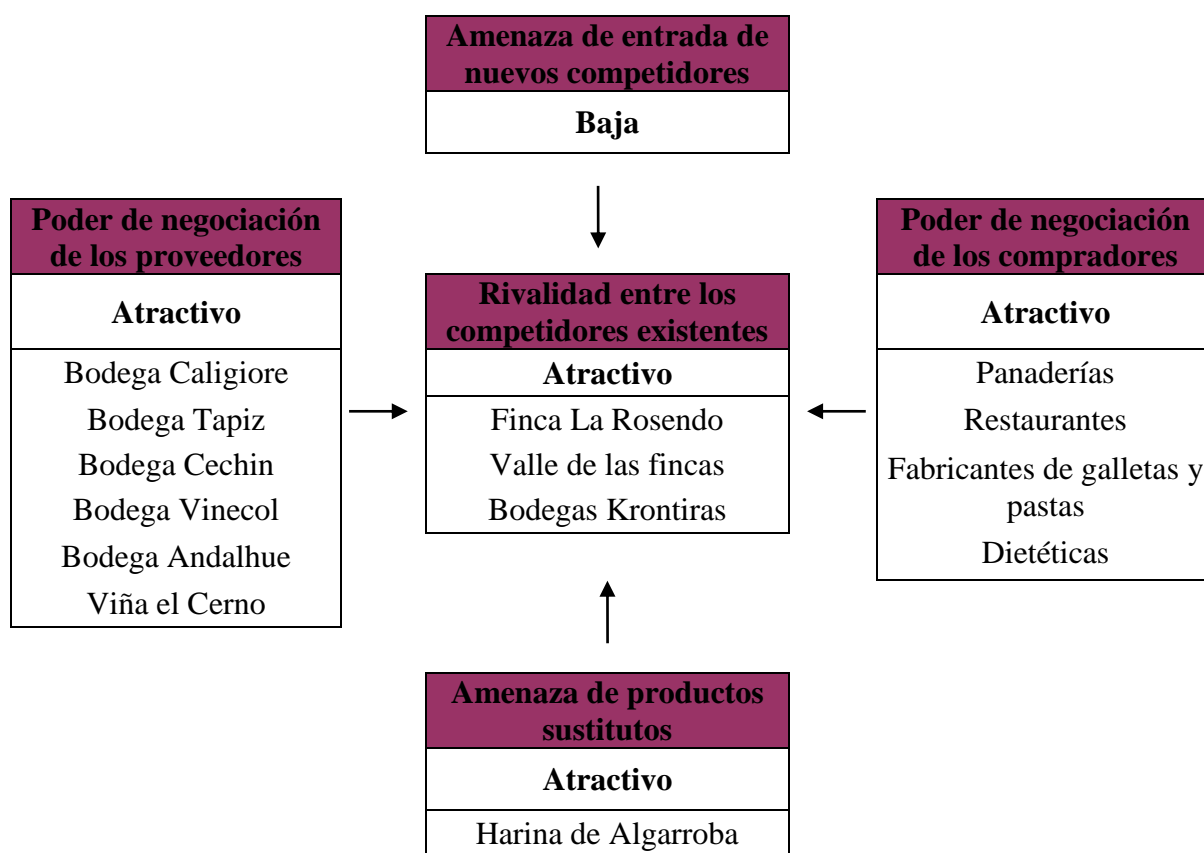 Amenaza de entrada de
nuevos competidores
Baja
Poder de negociación
de los proveedores
Atractivo
Bodega Caligiore
Bodega Tapiz
Bodega Cechin
Bodega Vinecol
Bodega Andalhue
Viña el Cerno
Rivalidad entre los
competidores existentes
Atractivo
Finca La Rosendo
Valle de las fincas
Bodegas Krontiras
Poder de negociación
de los compradores
Atractivo
Panaderías
Restaurantes
Fabricantes de galletas y
pastas
Dietéticas
Amenaza de productos
sustitutos
Atractivo
Harina de Algarroba